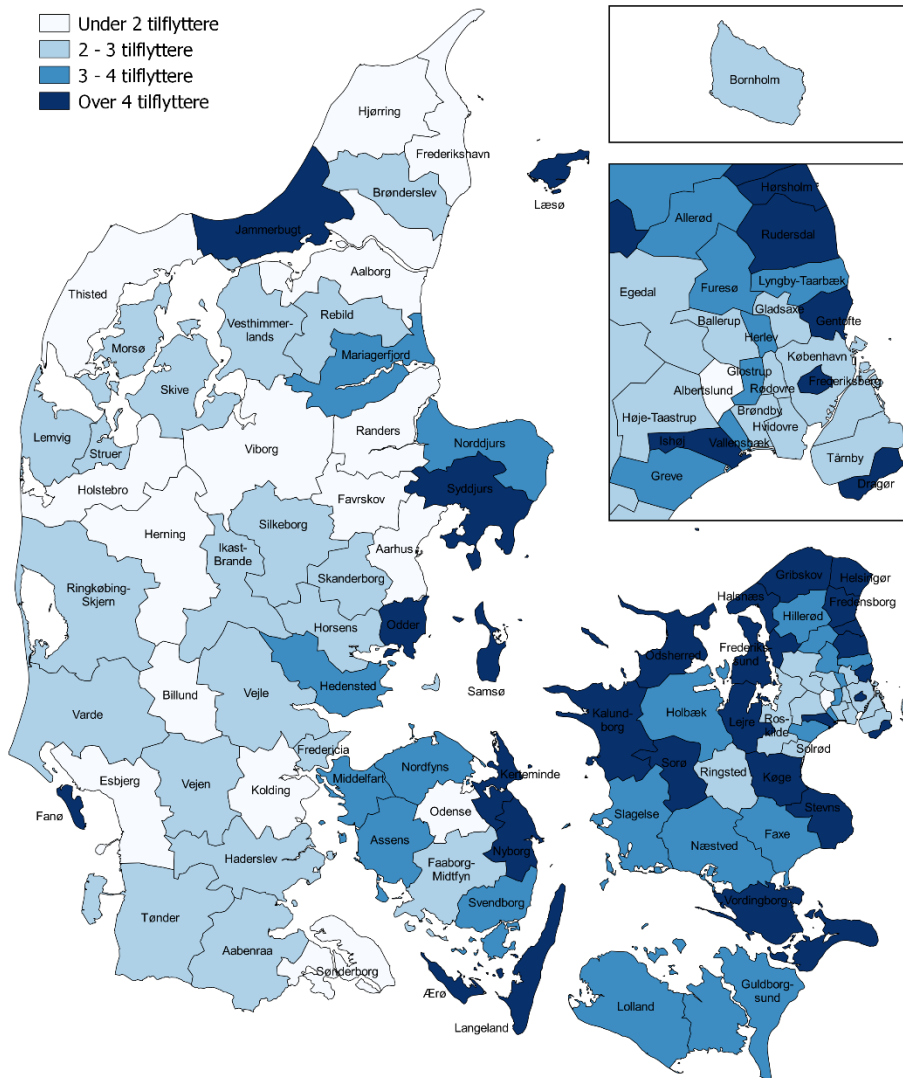 Under 2 tilflyttere
2 - 3 tilflyttere
3 - 4 tilflyttere
Over 4 tilflyttere
Bornholm
Hjørring
Frederikshavn
Brønderslev
Læsø
Jammerbugt
Aalborg
Thisted
Rebild
Vesthimmer-
lands
Morsø
Mariagerfjord
Skive
Lemvig
Struer
Randers
Norddjurs
Viborg
Holstebro
Syddjurs
Favrskov
Herning
Silkeborg
Aarhus
Ikast-
Brande
Skanderborg
Ringkøbing-
Skjern
Horsens
Odder
Hedensted
Samsø
Billund
Vejle
Varde
Fredericia
Esbjerg
Vejen
Kolding
Fanø
Haderslev
Tønder
Aabenraa
Sønderborg
Middelfart
Nordfyns
Kerteminde
Odense
Assens
Nyborg
Faaborg-
Midtfyn
Svendborg
Ærø
Langeland
Hørsholm
Allerød
Rudersdal
Egedal
Furesø
Lyngby-Taarbæk
Gladsaxe
Ballerup
Gentofte
Herlev
København
Glostrup
Frederiksberg
Albertslund
Rødovre
Høje-Taastrup
Brøndby
Hvidovre
Ishøj
Vallensbæk
Tårnby
Greve
Dragør
Gribskov
Helsingør
Halsnæs
Fredensborg
Hillerød
Odsherred
Frederiks-
sund
Kalund-
borg
Holbæk
Lejre
Ros-
kilde
Solrød
Sorø
Ringsted
Køge
Stevns
Slagelse
Næstved
Faxe
Vordingborg
Guldborg-
sund
Lolland